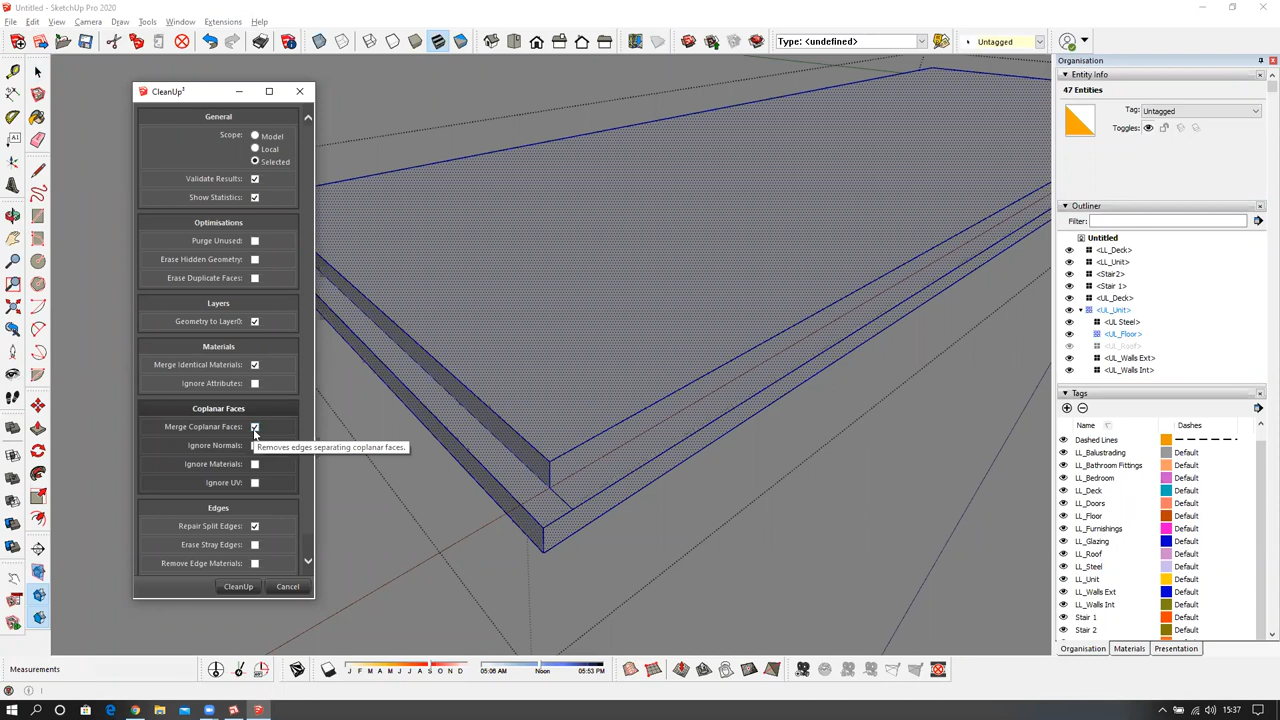 Untitled - SketchUp Pro 2020
File Edit View Camera Draw Tools Window Extensions Help
Type: <undefined>
Untagged
CleanUp³
General
Scope: Model
Local
Selected
Validate Results:
Show Statistics:
Optimisations
Purge Unused:
Erase Hidden Geometry:
Erase Duplicate Faces:
Layers
Geometry to Layer0:
Materials
Merge Identical Materials:
Ignore Attributes:
Coplanar Faces
Merge Coplanar Faces:
Ignore Normals:
Removes edges separating coplanar faces.
Ignore Materials:
Ignore UV:
Edges
Repair Split Edges:
Erase Stray Edges:
Remove Edge Materials:
CleanUp Cancel
Organisation
Entity Info
47 Entities
Tag: Untagged
Toggles:
Outliner
Filter:
Untitled
<LL_Deck>
<LL_Unit>
<Stair2>
<Stair 1>
<UL_Deck>
<UL_Unit>
<UL Steel>
<UL_Floor>
<UL_Roof>
<UL_Walls Ext>
<UL_Walls Int>
Tags
Name Dashes
Dashed Lines
LL_Balustrading Default
LL_Bathroom Fittings Default
LL_Bedroom Default
LL_Deck Default
LL_Doors Default
LL_Floor Default
LL_Furnishings Default
LL_Glazing Default
LL_Roof Default
LL_Steel Default
LL_Unit Default
LL_Walls Ext Default
LL_Walls Int Default
Stair 1 Default
Stair 2 Default
Organisation Materials Presentation
Measurements
J F M A M J J A S O N D
05:06 AM Noon 05:53 PM
15:37